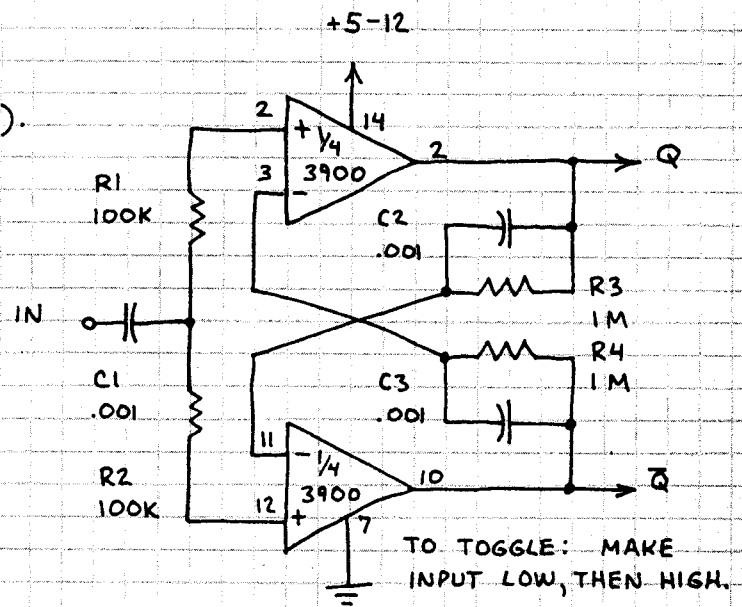 +5-12
).
2
+ 1/4
14
3900
3
-
2
Q
R1
100K
C2
.001
R3
1M
IN
C1
.001
R4
1M
C3
.001
11
- 1/4
3900
10
Q̅
R2
100K
12
+
7
TO TOGGLE: MAKE
INPUT LOW, THEN HIGH.